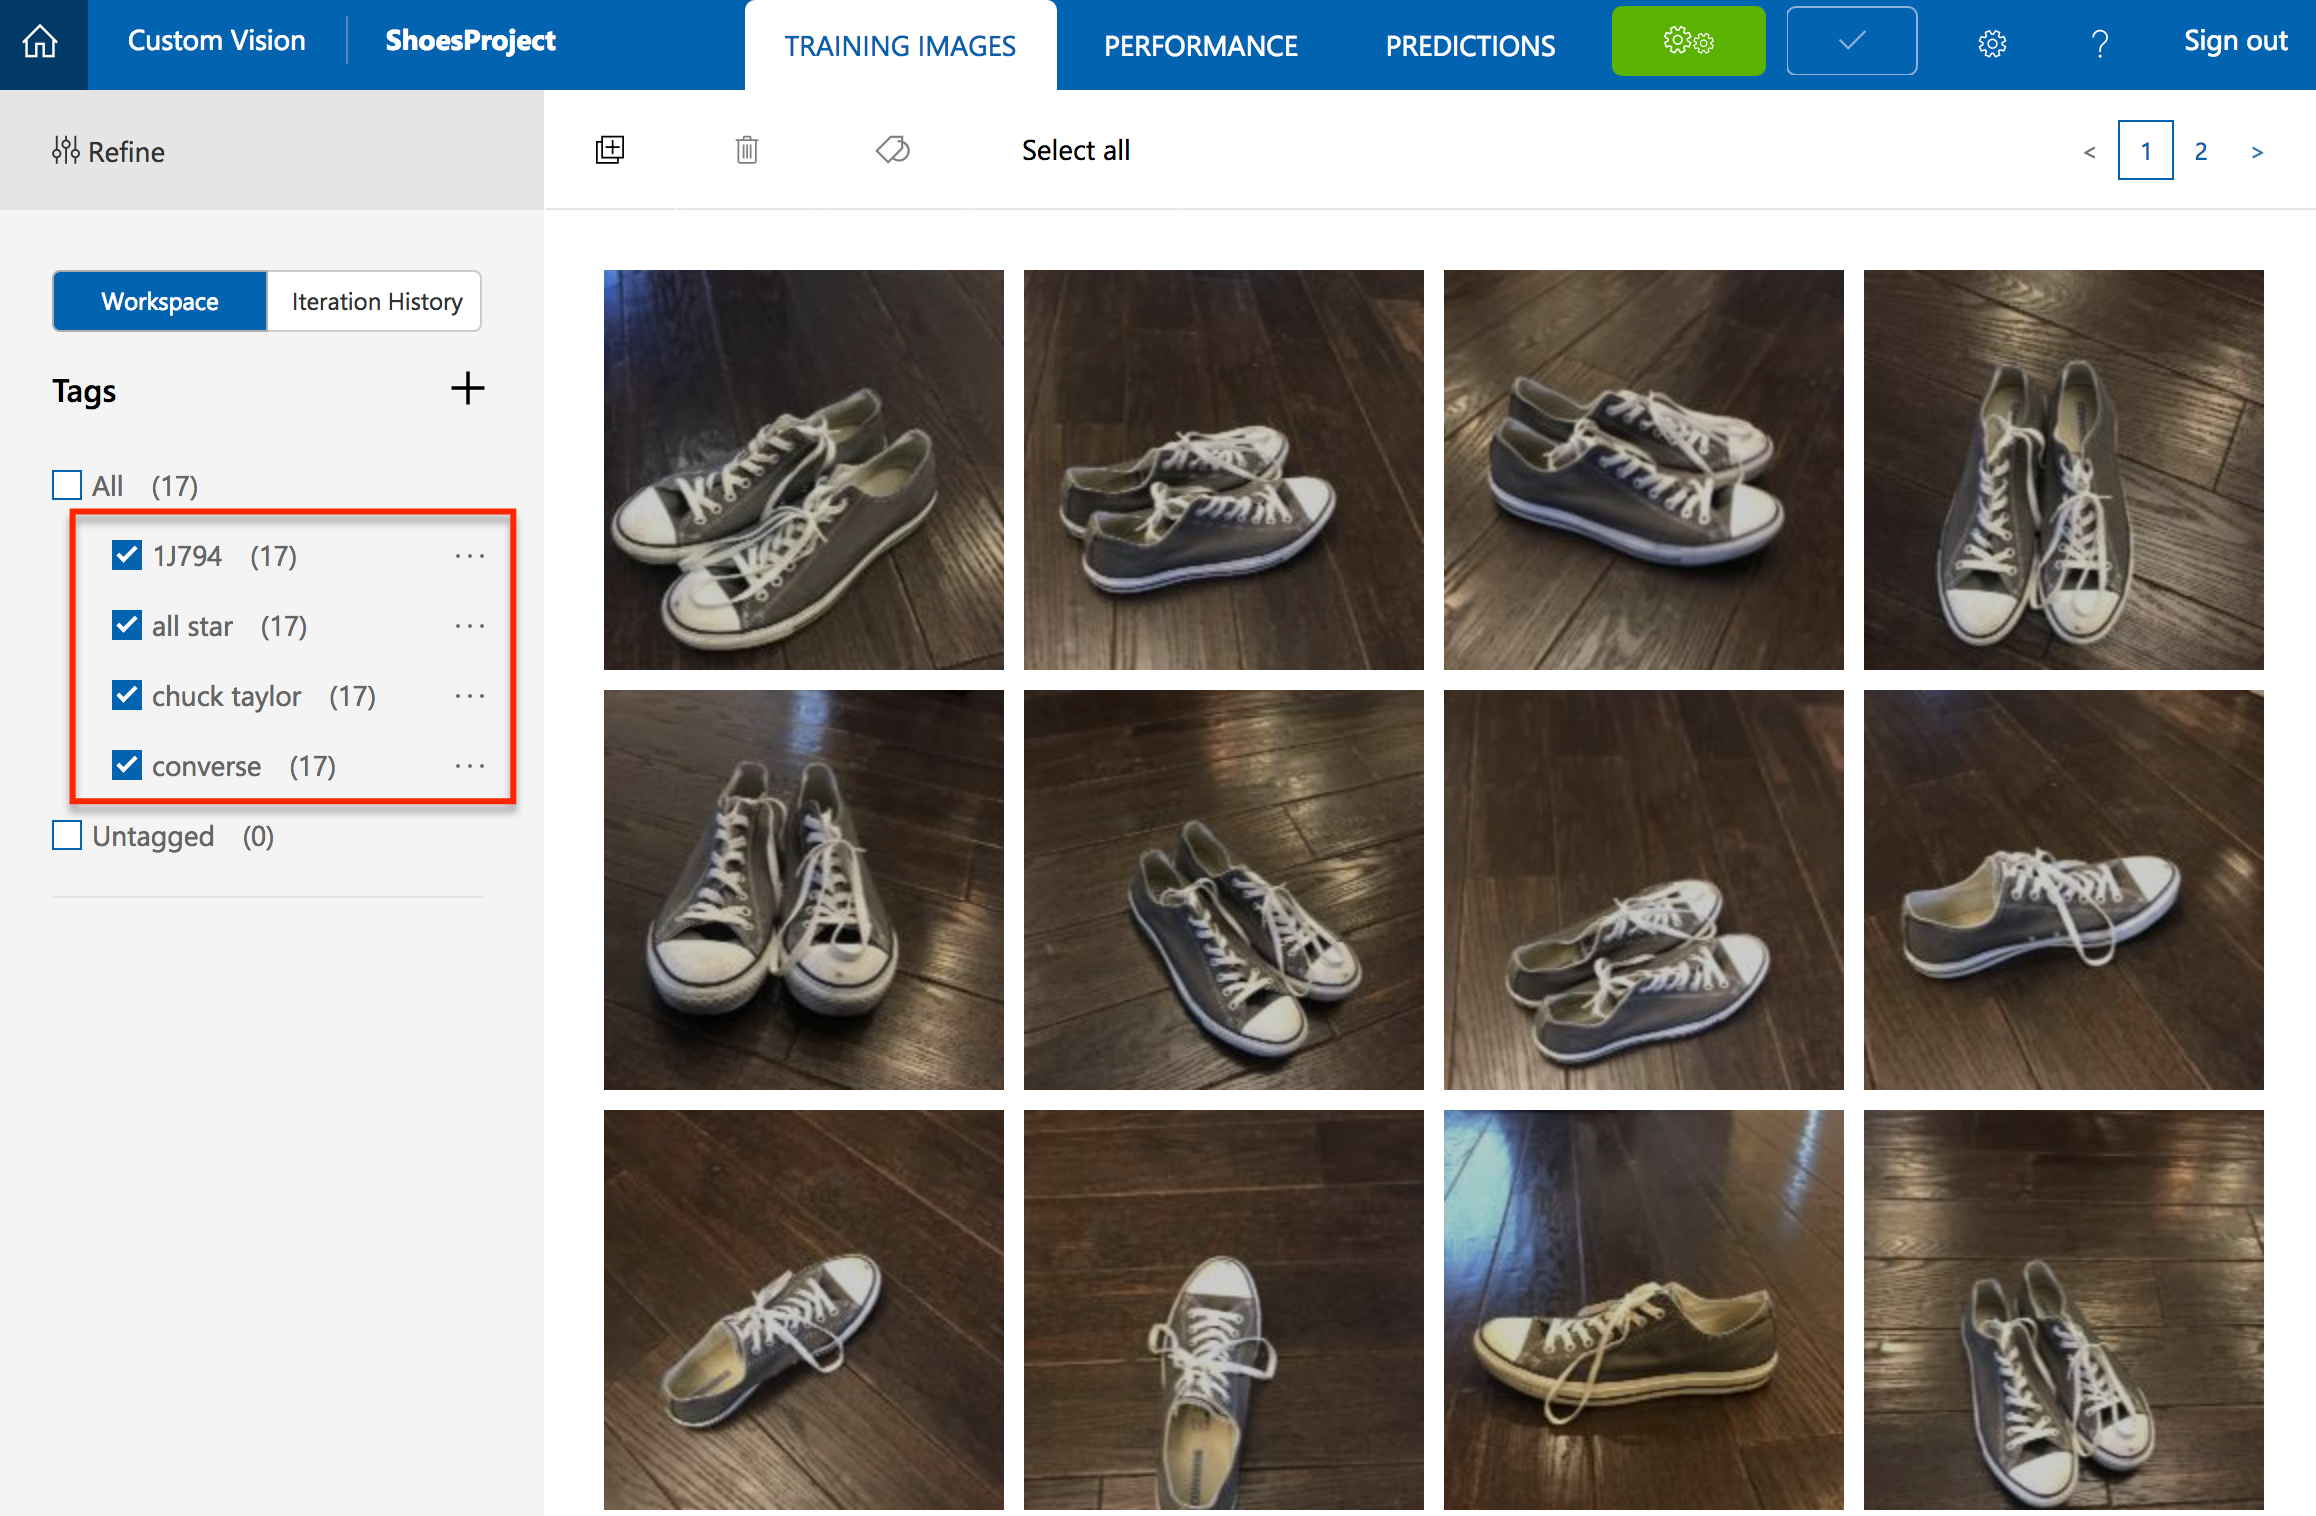 Custom Vision
ShoesProject
TRAINING IMAGES
PERFORMANCE
PREDICTIONS
?
Sign out
Refine
Select all
< 1 2 >
Workspace
Iteration History
Tags
All (17)
1J794 (17)
all star (17)
chuck taylor (17)
converse (17)
Untagged (0)